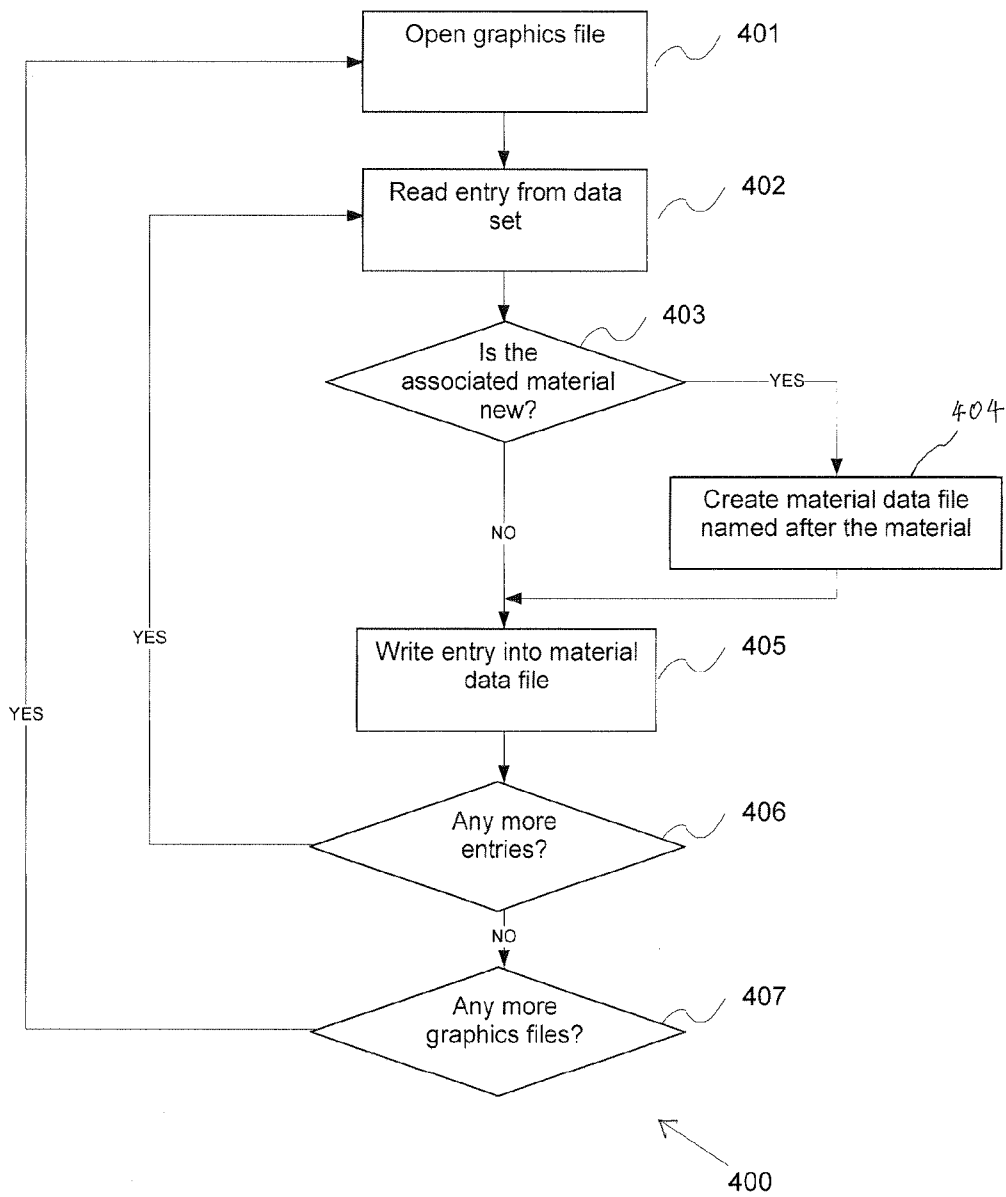 Open graphics file
401
Read entry from data
set
402
403
Is the
associated material
new?
YES
404
Create material data file
named after the material
NO
Write entry into material
data file
405
YES
YES
Any more
entries?
406
NO
Any more
graphics files?
407
400